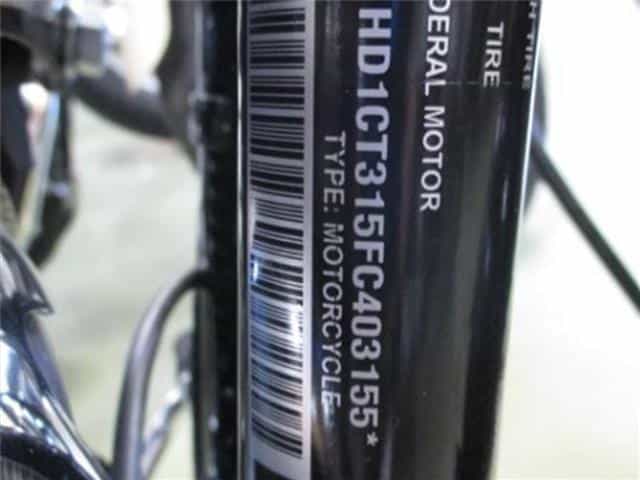 TIRE
DERAL MOTOR
HD1CT315FC403155*
TYPE: MOTORCYCLE